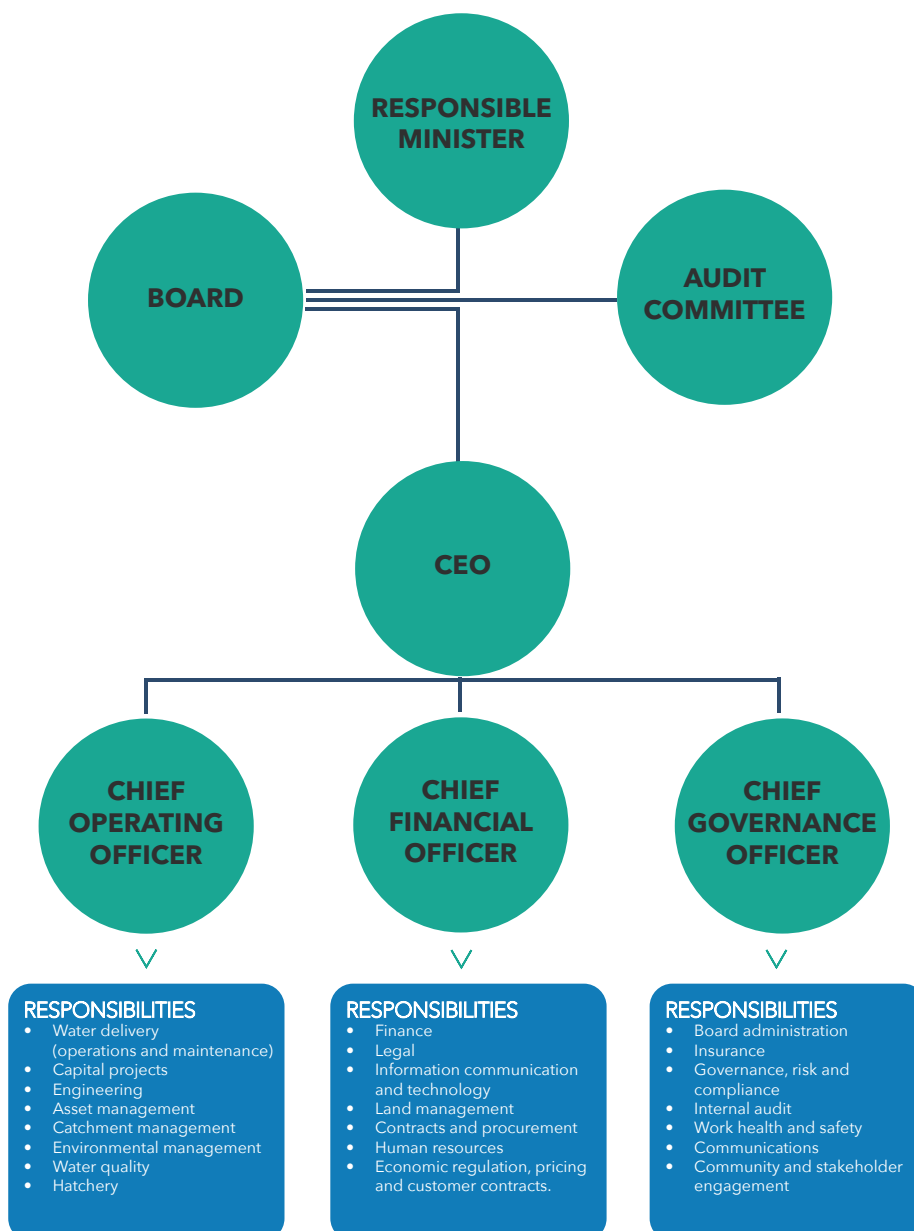 RESPONSIBLE
MINISTER
BOARD
AUDIT
COMMITTEE
CEO
CHIEF
OPERATING
OFFICER
CHIEF
FINANCIAL
OFFICER
CHIEF
GOVERNANCE
OFFICER
RESPONSIBILITIES
• Water delivery
(operations and maintenance)
• Capital projects
• Engineering
• Asset management
• Catchment management
• Environmental management
• Water quality
• Hatchery
RESPONSIBILITIES
• Finance
• Legal
• Information communication
and technology
• Land management
• Contracts and procurement
• Human resources
• Economic regulation, pricing
and customer contracts.
RESPONSIBILITIES
• Board administration
• Insurance
• Governance, risk and
compliance
• Internal audit
• Work health and safety
• Communications
• Community and stakeholder
engagement